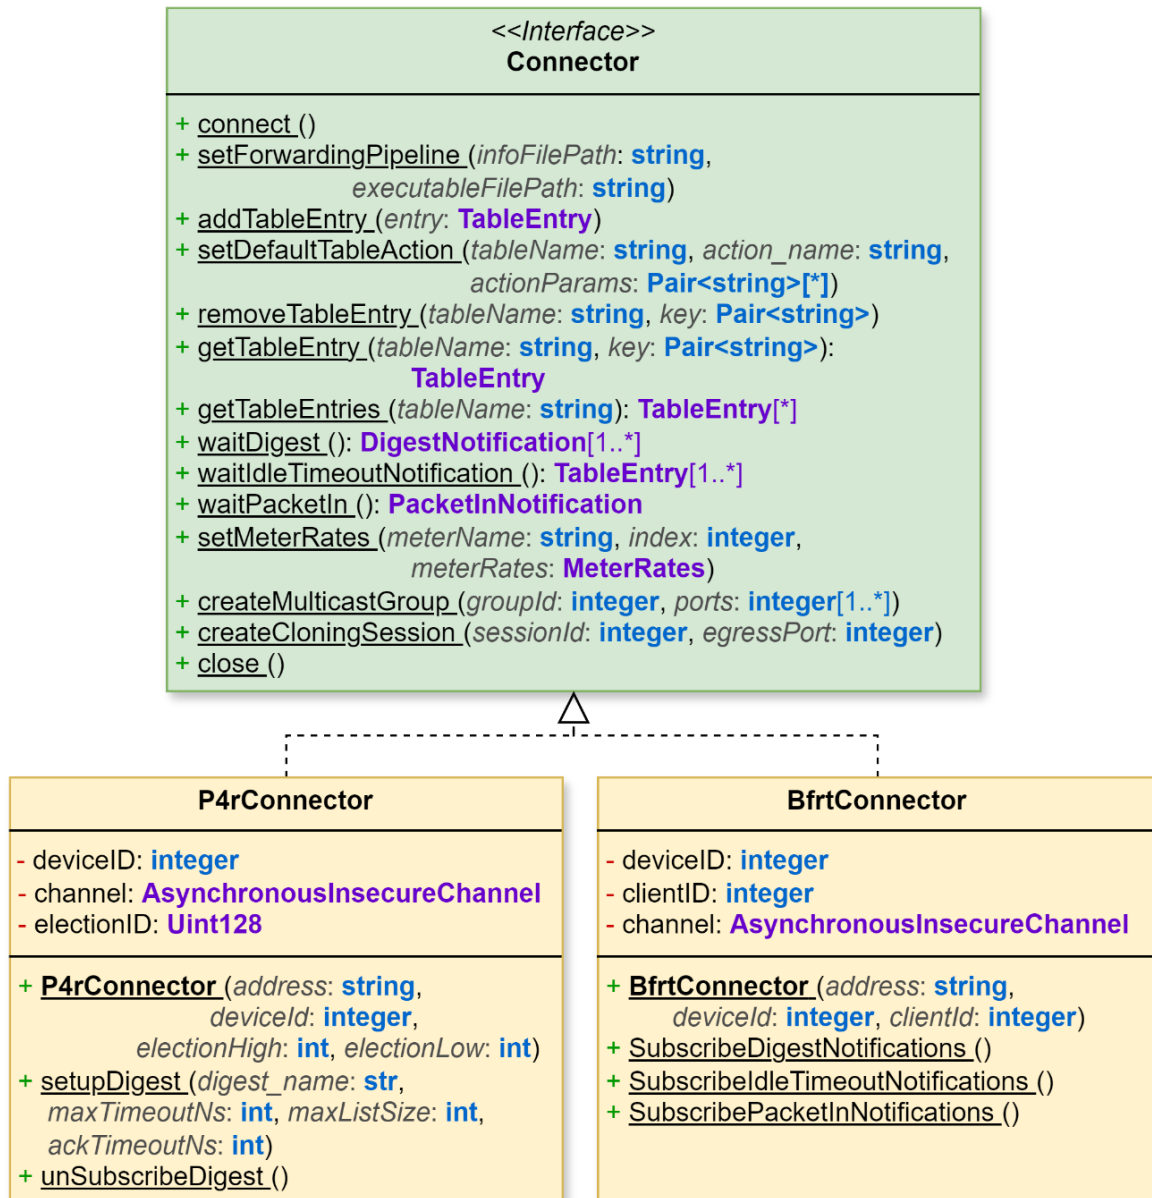 <<Interface>>
Connector
+ connect ()
+ setForwardingPipeline (infoFilePath: string,
executableFilePath: string)
+ addTableEntry (entry: TableEntry)
+ setDefaultTableAction (tableName: string, action_name: string,
actionParams: Pair<string>[*])
+ removeTableEntry (tableName: string, key: Pair<string>)
+ getTableEntry (tableName: string, key: Pair<string>):
TableEntry
+ getTableEntries (tableName: string): TableEntry[*]
+ waitDigest (): DigestNotification[1..*]
+ waitIdleTimeoutNotification (): TableEntry[1..*]
+ waitPacketIn (): PacketInNotification
+ setMeterRates (meterName: string, index: integer,
meterRates: MeterRates)
+ createMulticastGroup (groupId: integer, ports: integer[1..*])
+ createCloningSession (sessionId: integer, egressPort: integer)
+ close ()
P4rConnector
- deviceID: integer
- channel: AsynchronousInsecureChannel
- electionID: Uint128
+ P4rConnector (address: string,
deviceId: integer,
electionHigh: int, electionLow: int)
+ setupDigest (digest_name: str,
maxTimeoutNs: int, maxListSize: int,
ackTimeoutNs: int)
+ unSubscribeDigest ()
BfrtConnector
- deviceID: integer
- clientID: integer
- channel: AsynchronousInsecureChannel
+ BfrtConnector (address: string,
deviceId: integer, clientId: integer)
+ SubscribeDigestNotifications ()
+ SubscribeIdleTimeoutNotifications ()
+ SubscribePacketInNotifications ()